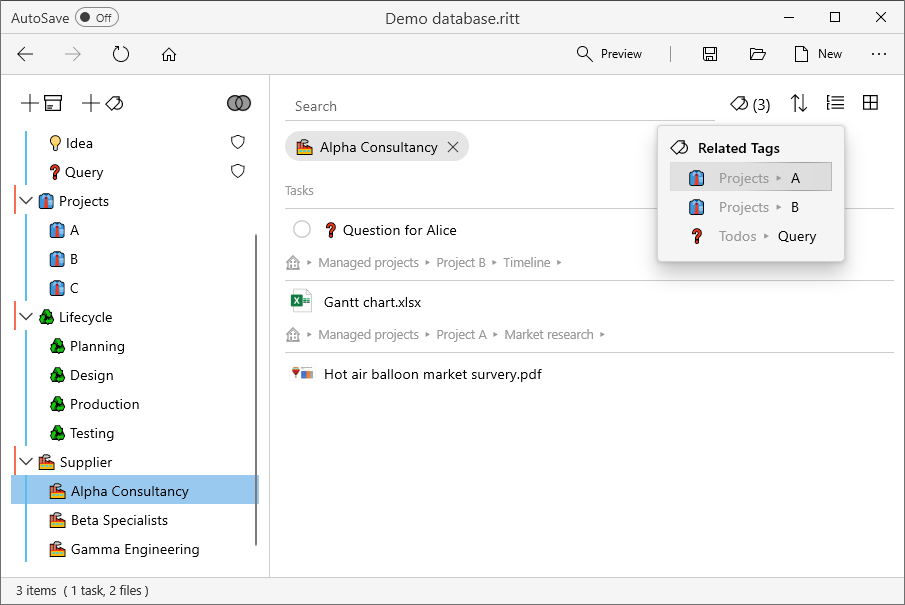 AutoSave Off Demo database.ritt
Preview New
Idea
Query
Projects
A
B
C
Lifecycle
Planning
Design
Production
Testing
Supplier
Alpha Consultancy
Beta Specialists
Gamma Engineering
Search (3)
Alpha Consultancy
Tasks
Question for Alice
Managed projects Project B Timeline
Gantt chart.xlsx
Managed projects Project A Market research
Hot air balloon market survery.pdf
Related Tags
Projects A
Projects B
Todos Query
3 items ( 1 task, 2 files )